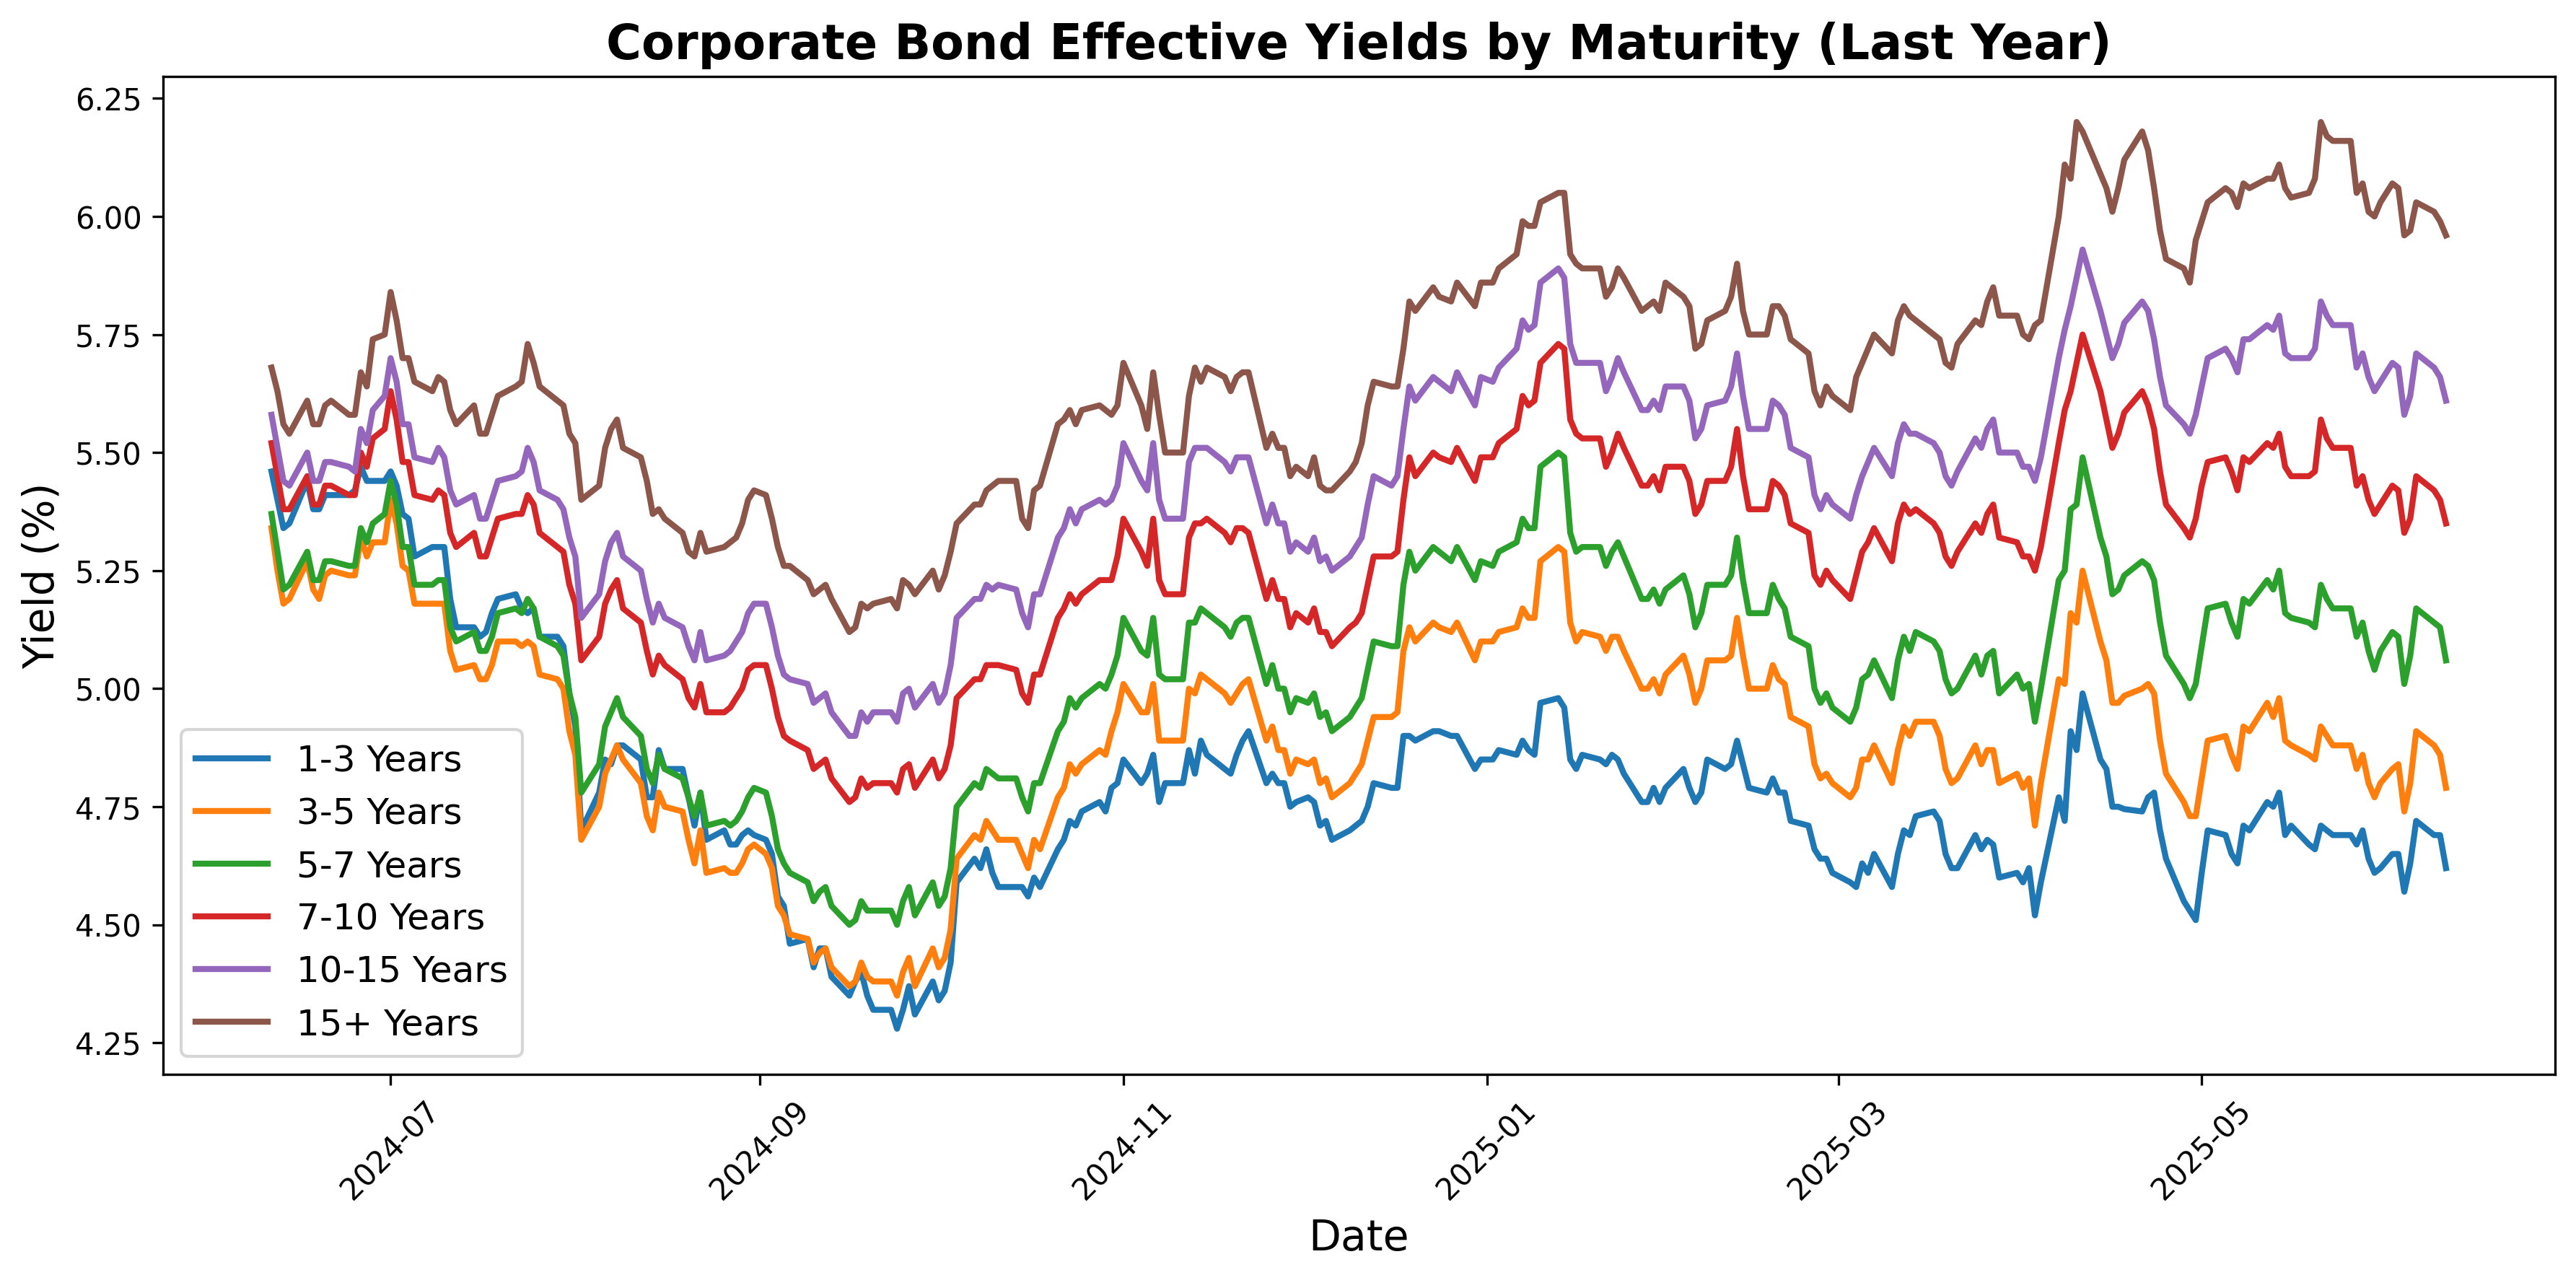 Corporate Bond Effective Yields by Maturity (Last Year)
Yield (%)
6.25
6.00
5.75
5.50
5.25
5.00
4.75
4.50
4.25
1-3 Years
3-5 Years
5-7 Years
7-10 Years
10-15 Years
15+ Years
2024-07
2024-09
2024-11
2025-01
2025-03
2025-05
Date